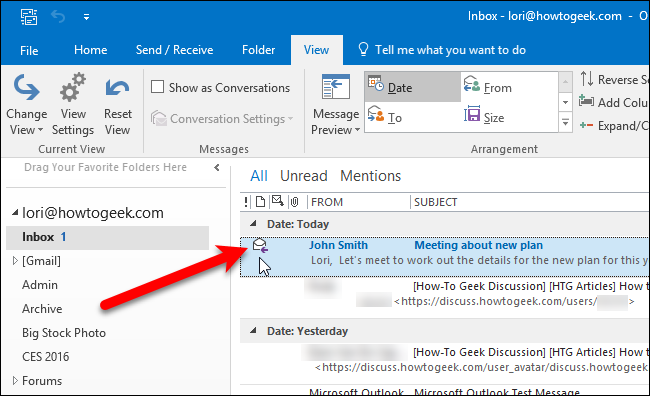 Inbox - lori@howtogeek.com - O
File Home Send / Receive Folder View Tell me what you want to do
Change View
View Settings
Reset View
Current View
Show as Conversations
Conversation Settings
Messages
Message Preview
Date From
To Size
Arrangement
Reverse So
Add Colu
Expand/C
Drag Your Favorite Folders Here
lori@howtogeek.com
Inbox 1
[Gmail]
Admin
Archive
Big Stock Photo
CES 2016
Forums
All Unread Mentions
! FROM SUBJECT
Date: Today
John Smith Meeting about new plan
Lori, Let's meet to work out the details for the new plan for this y
[How-To Geek Discussion] [HTG Articles] How t
<https://discuss.howtogeek.com/users/ >
Date: Yesterday
[How-To Geek Discussion] [HTG Articles] How to
<https://discuss.howtogeek.com/user_avatar/discuss.howtogeek.
Microsoft Outlook Microsoft Outlook Test Message